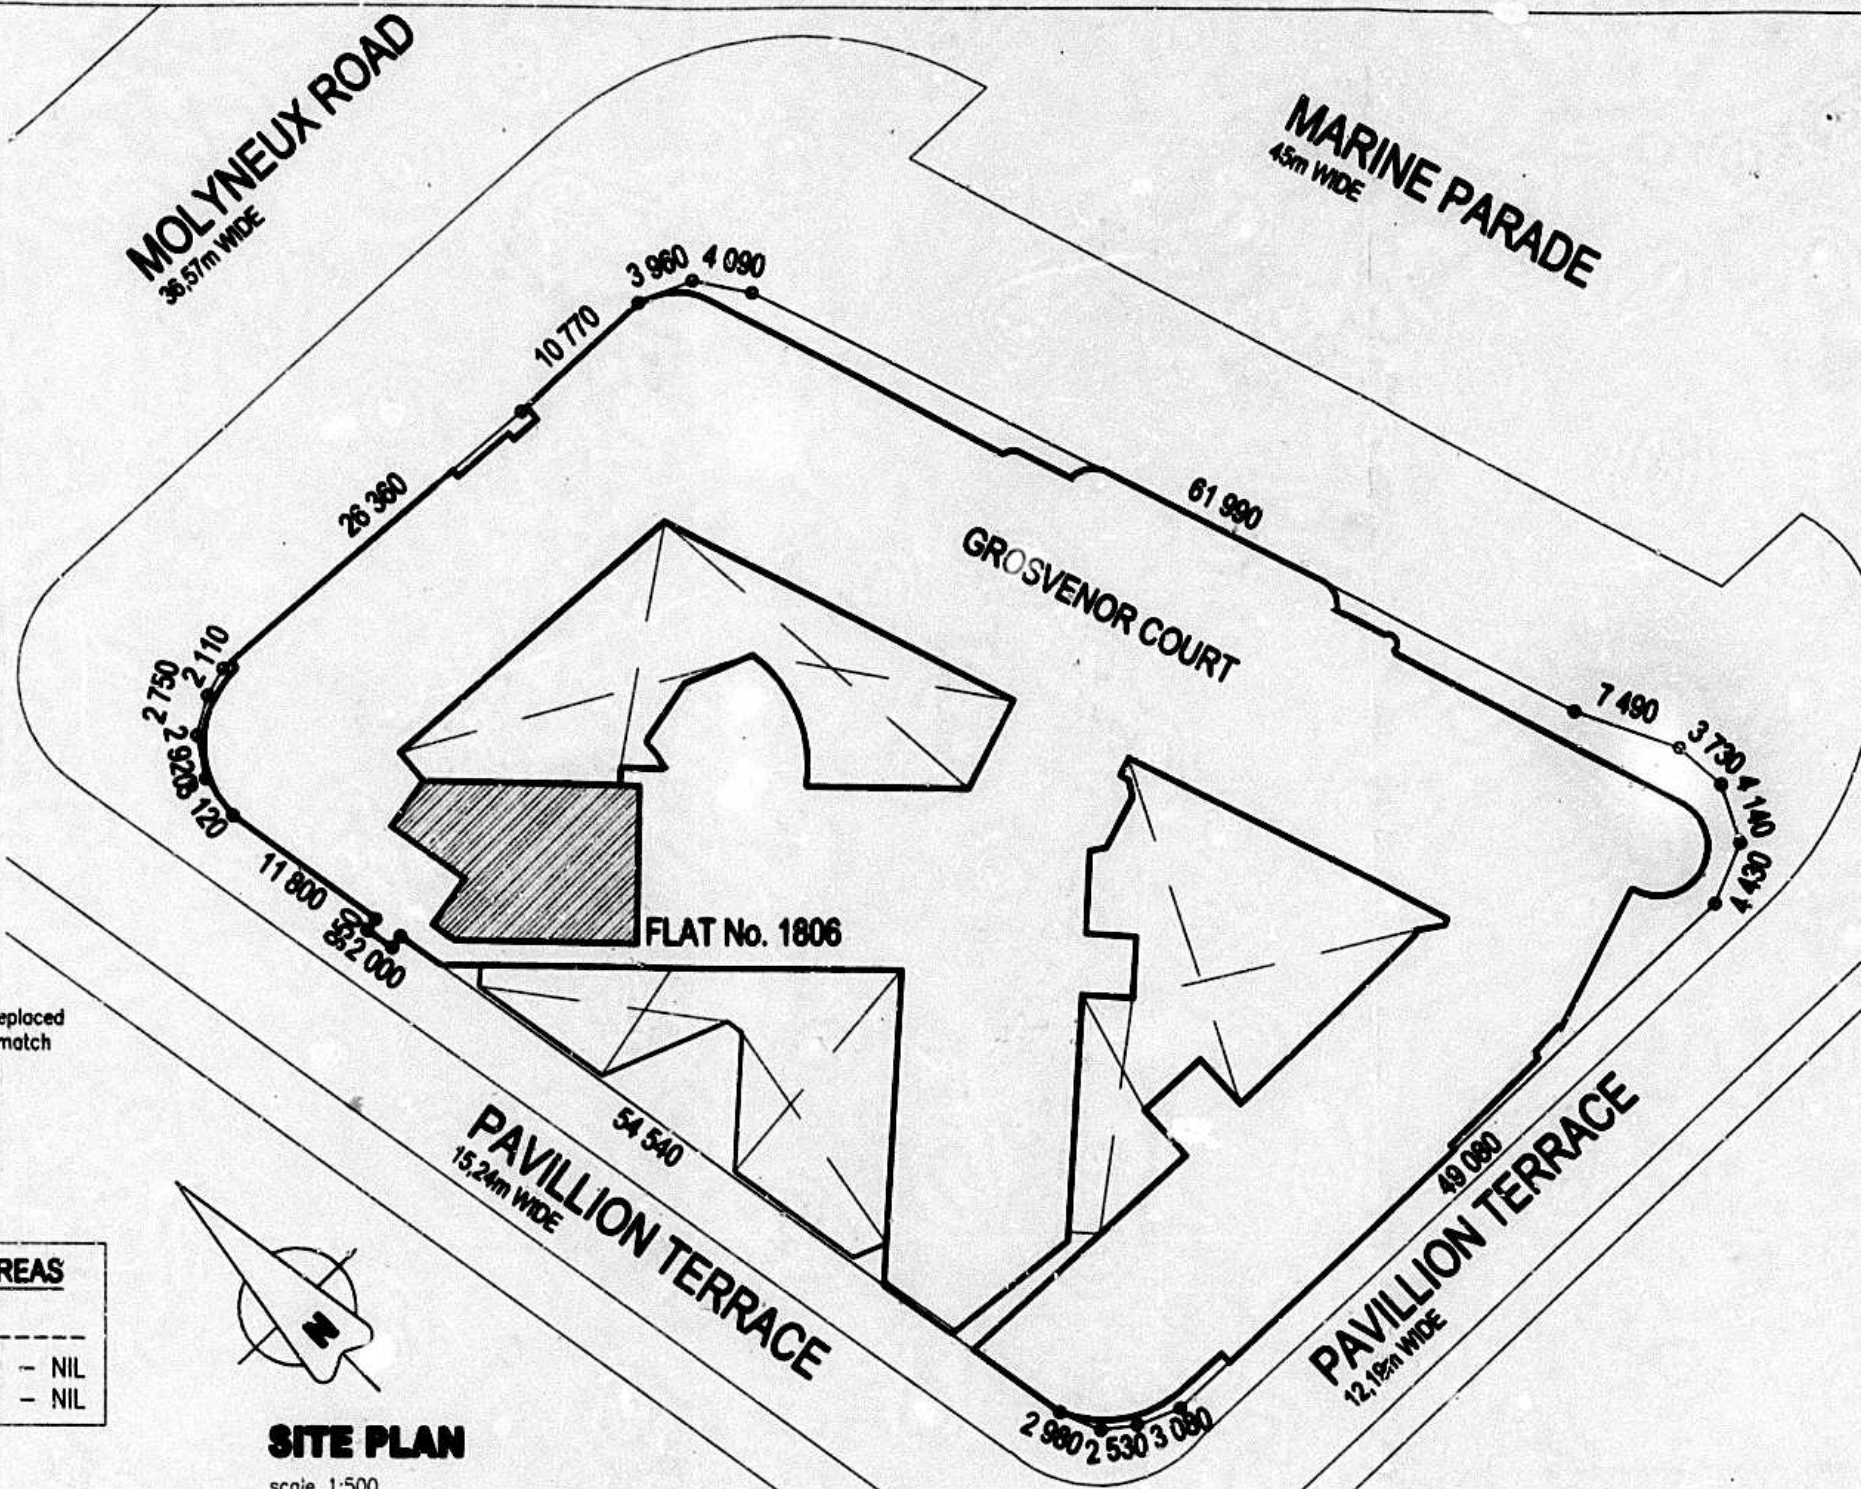 MOLYNEUX ROAD
36,57m WIDE
MARINE PARADE
45m WIDE
3 960
4 090
10 770
26 360
61 990
GROSVENOR COURT
7 490
3 730
4 140
4 430
2 110
2 750
2 920
120
11 800
2 000
FLAT No. 1806
eplaced
match
54 540
PAVILLION TERRACE
15,24m WIDE
49 080
PAVILLION TERRACE
REAS
- NIL
- NIL
N
2 980
2 530
3 080
SITE PLAN
scale 1:500